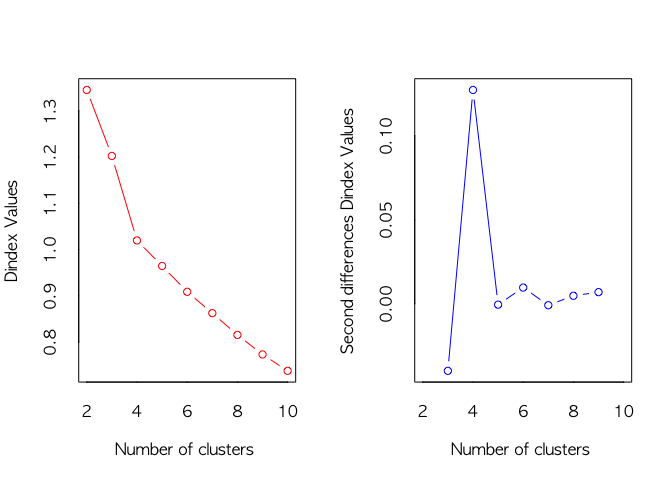 Dindex Values
0.8 0.9 1.0 1.1 1.2 1.3
2 4 6 8 10
Number of clusters
Second differences Dindex Values
0.00 0.05 0.10
2 4 6 8 10
Number of clusters